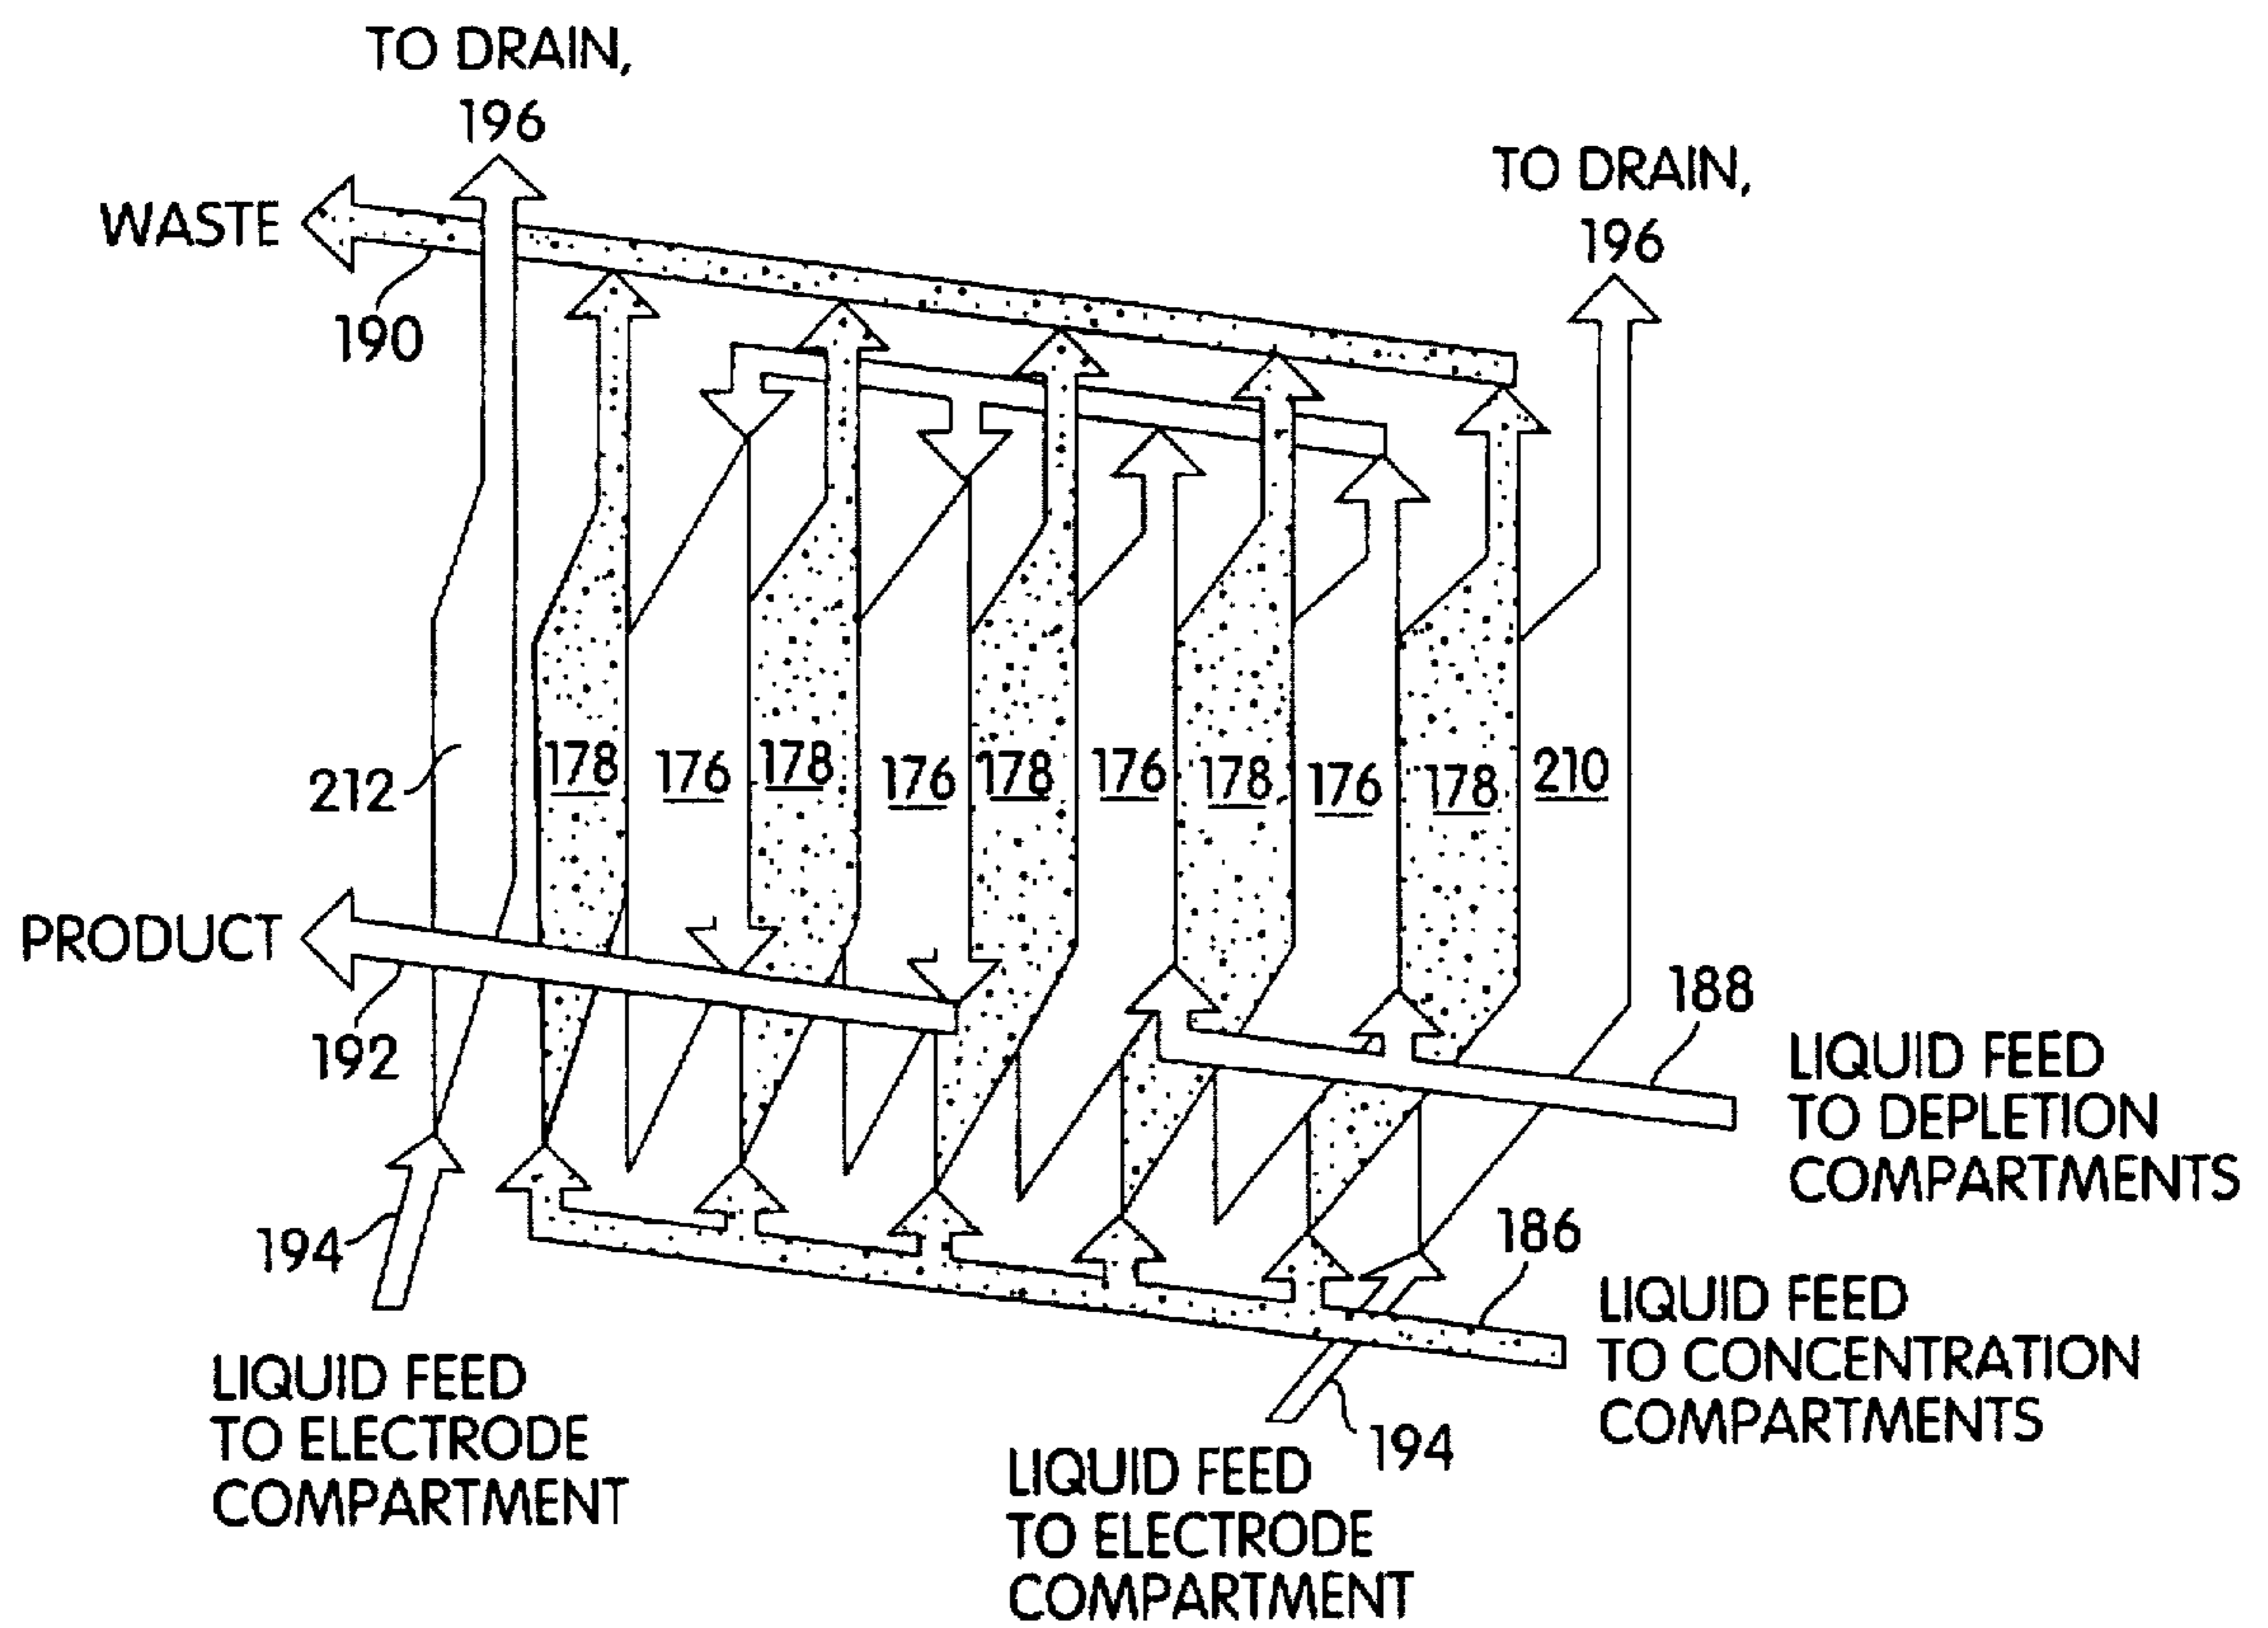 TO DRAIN,
196
TO DRAIN,
196
WASTE
190
178
176
178
176
178
176
178
176
178
210
212
PRODUCT
192
188
LIQUID FEED
TO DEPLETION
COMPARTMENTS
194
186
LIQUID FEED
TO CONCENTRATION
COMPARTMENTS
LIQUID FEED
TO ELECTRODE
COMPARTMENT
194
LIQUID FEED
TO ELECTRODE
COMPARTMENT